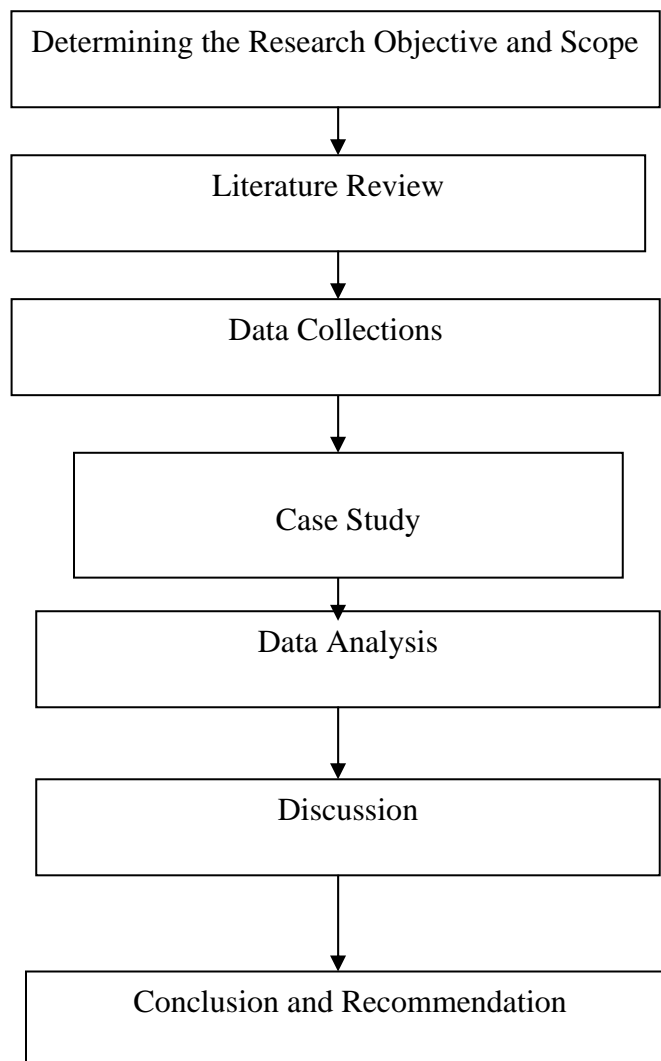 Determining the Research Objective and Scope
Literature Review
Data Collections
Case Study
Data Analysis
Discussion
Conclusion and Recommendation